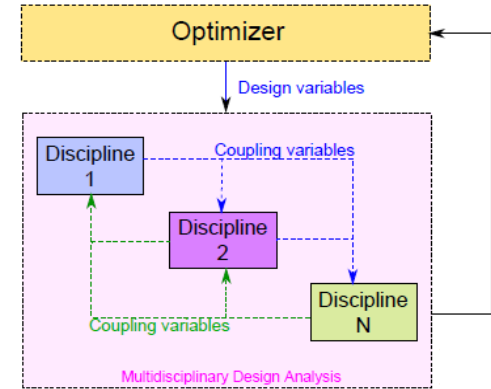 Optimizer
Design variables
Discipline
1
Coupling variables
Discipline
2
Discipline
N
Coupling variables
Multidisciplinary Design Analysis